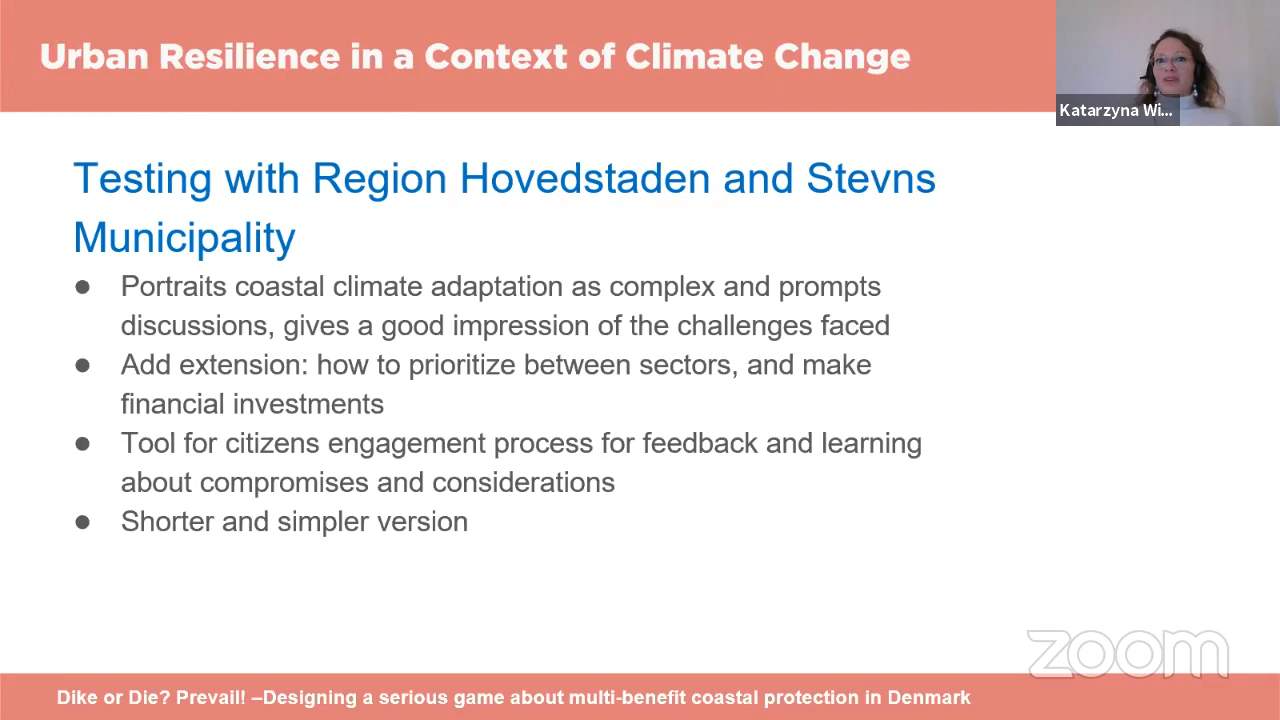 Urban Resilience in a Context of Climate Change
Katarzyna Wi...
Testing with Region Hovedstaden and Stevns
Municipality
● Portraits coastal climate adaptation as complex and prompts
discussions, gives a good impression of the challenges faced
● Add extension: how to prioritize between sectors, and make
financial investments
● Tool for citizens engagement process for feedback and learning
about compromises and considerations
● Shorter and simpler version
zoom
Dike or Die? Prevail! –Designing a serious game about multi-benefit coastal protection in Denmark